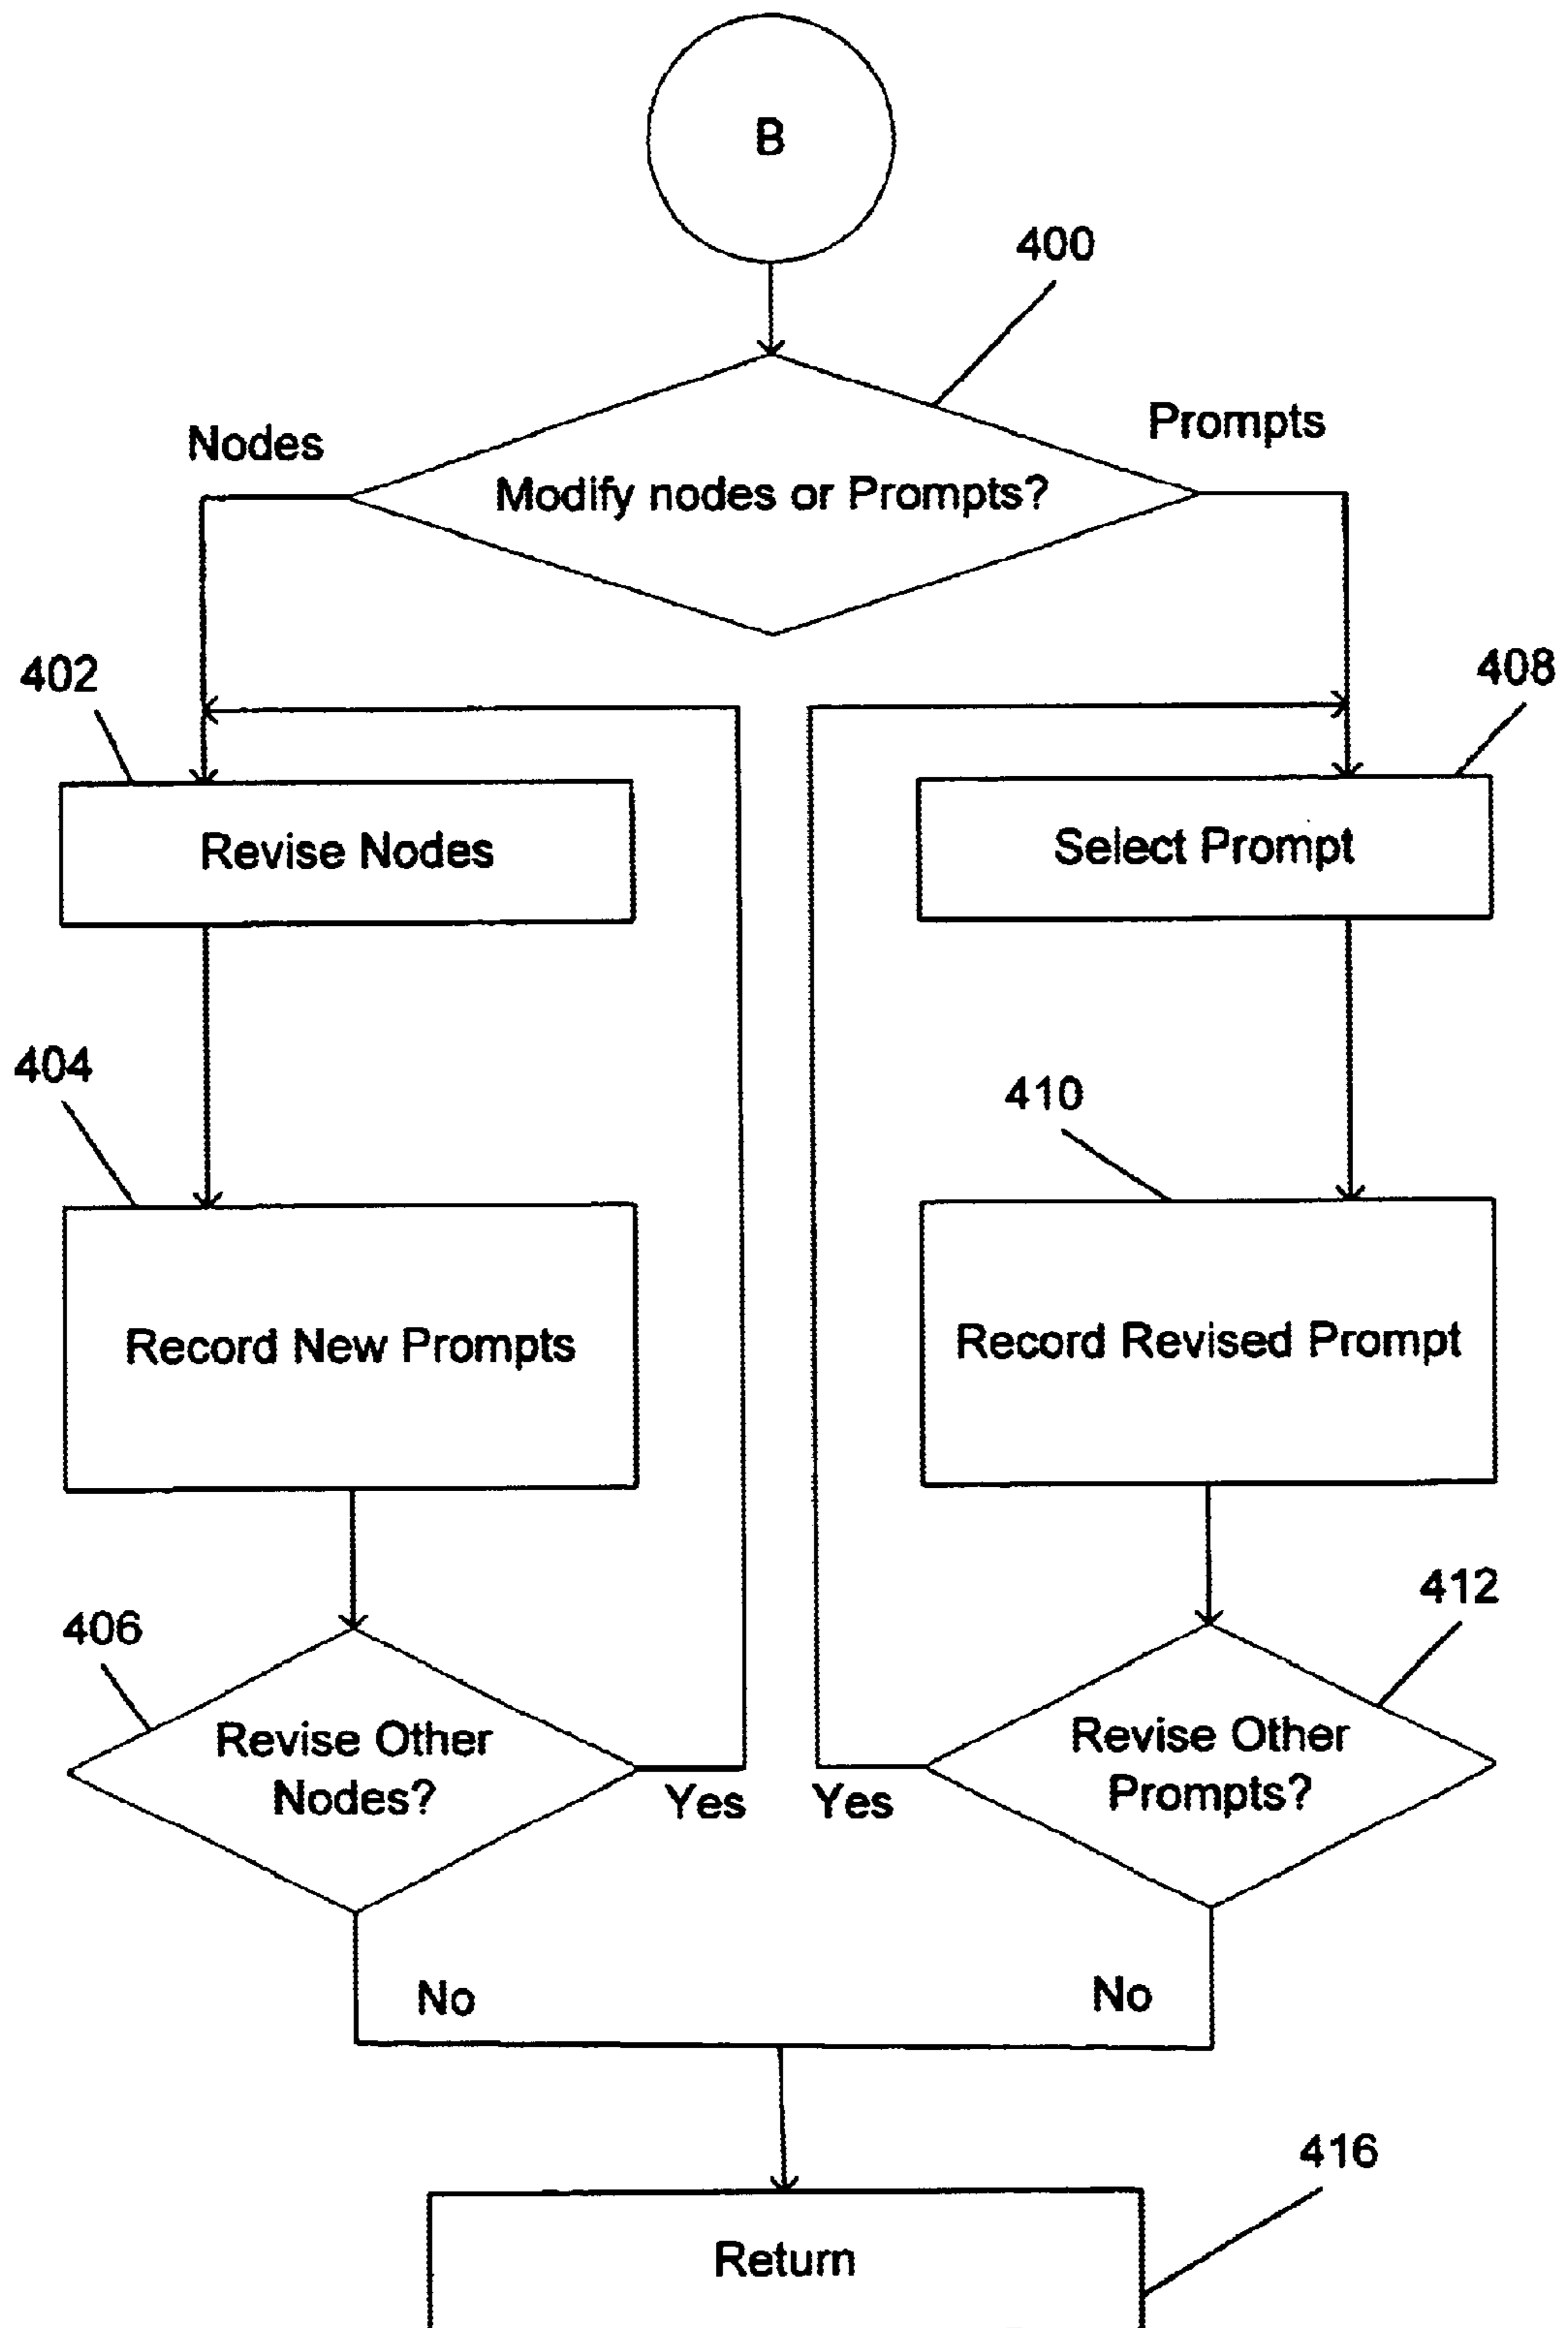 B
400
Nodes
Prompts
Modify nodes or Prompts?
402
408
Revise Nodes
Select Prompt
404
410
Record New Prompts
Record Revised Prompt
406
412
Revise Other
Nodes?
Revise Other
Prompts?
Yes
Yes
No
No
416
Return